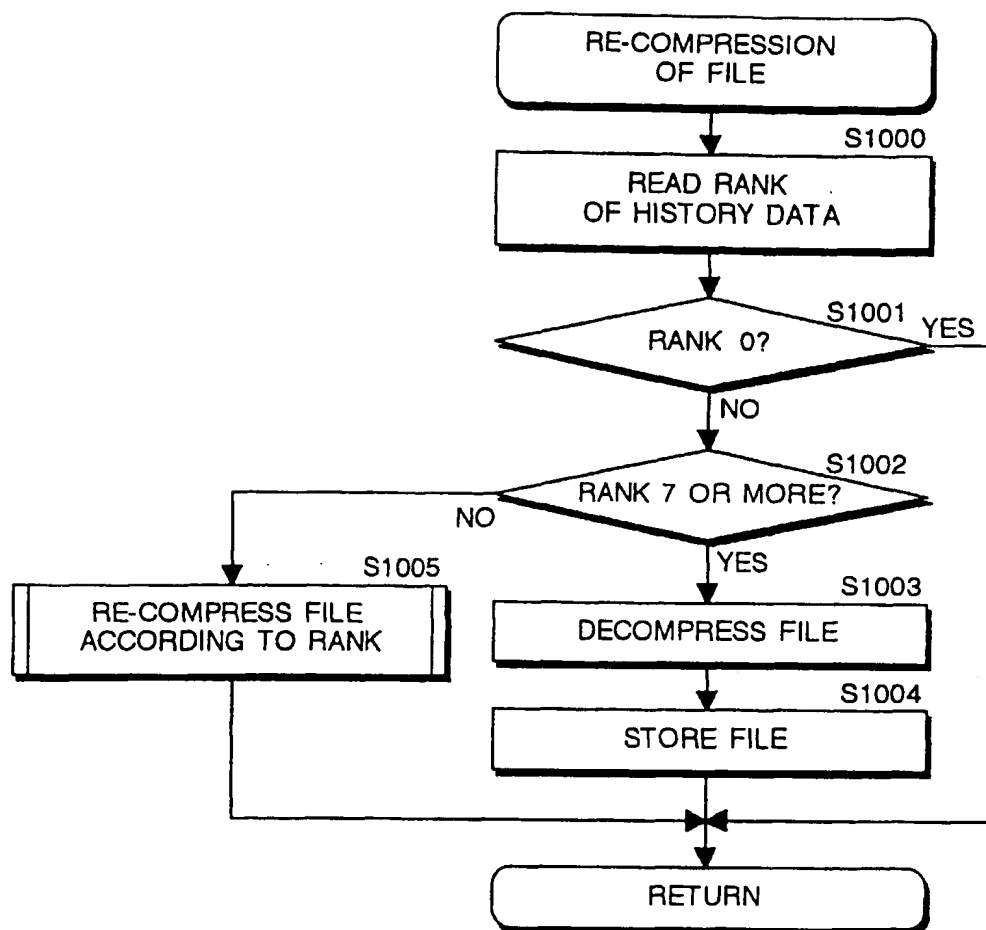 RE-COMPRESSION
OF FILE
S1000
READ RANK
OF HISTORY DATA
S1001
YES
RANK 0?
NO
S1002
RANK 7 OR MORE?
NO
YES
S1005
RE-COMPRESS FILE
ACCORDING TO RANK
S1003
DECOMPRESS FILE
S1004
STORE FILE
RETURN